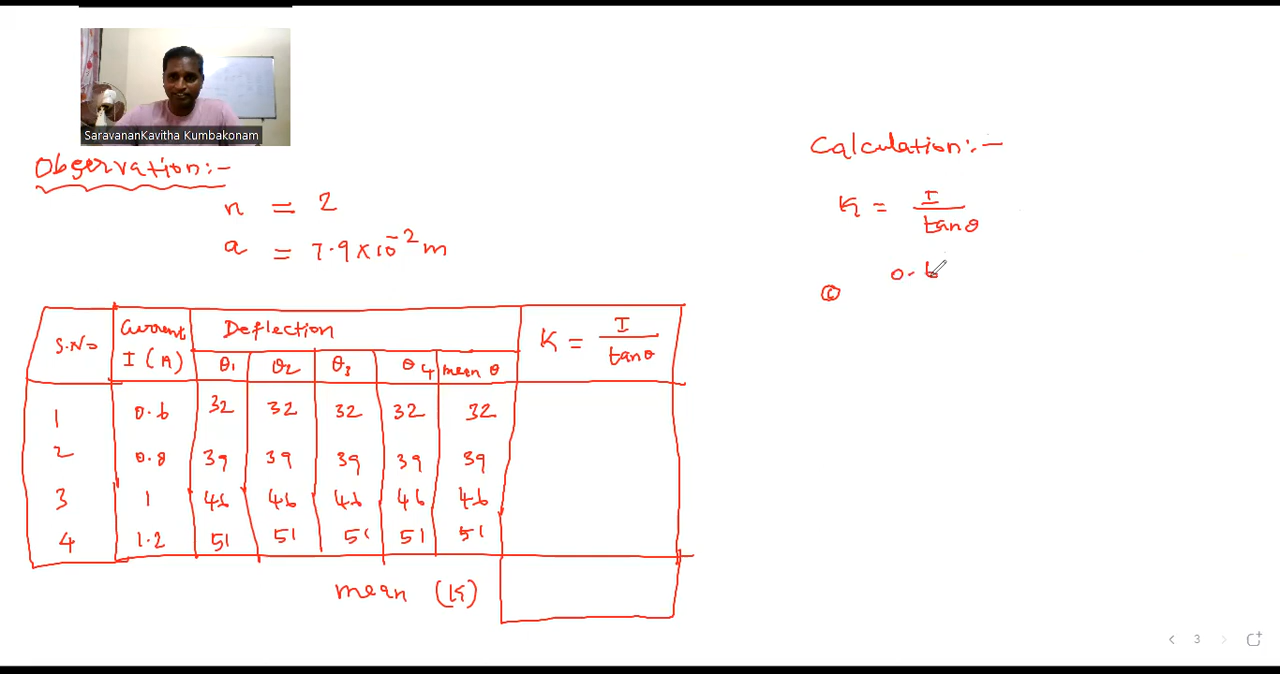 SaravananKavitha Kumbakonam
Observation:-
n = 2
a = 7.9 × 10⁻² m
S.No Current I (A) Deflection K = I / tanθ
θ₁ θ₂ θ₃ θ₄ mean θ
1 0.6 32 32 32 32 32
2 0.8 39 39 39 39 39
3 1 46 46 46 46 46
4 1.2 51 51 51 51 51
mean (K)
Calculation:-
K = I / tanθ
0.6
3